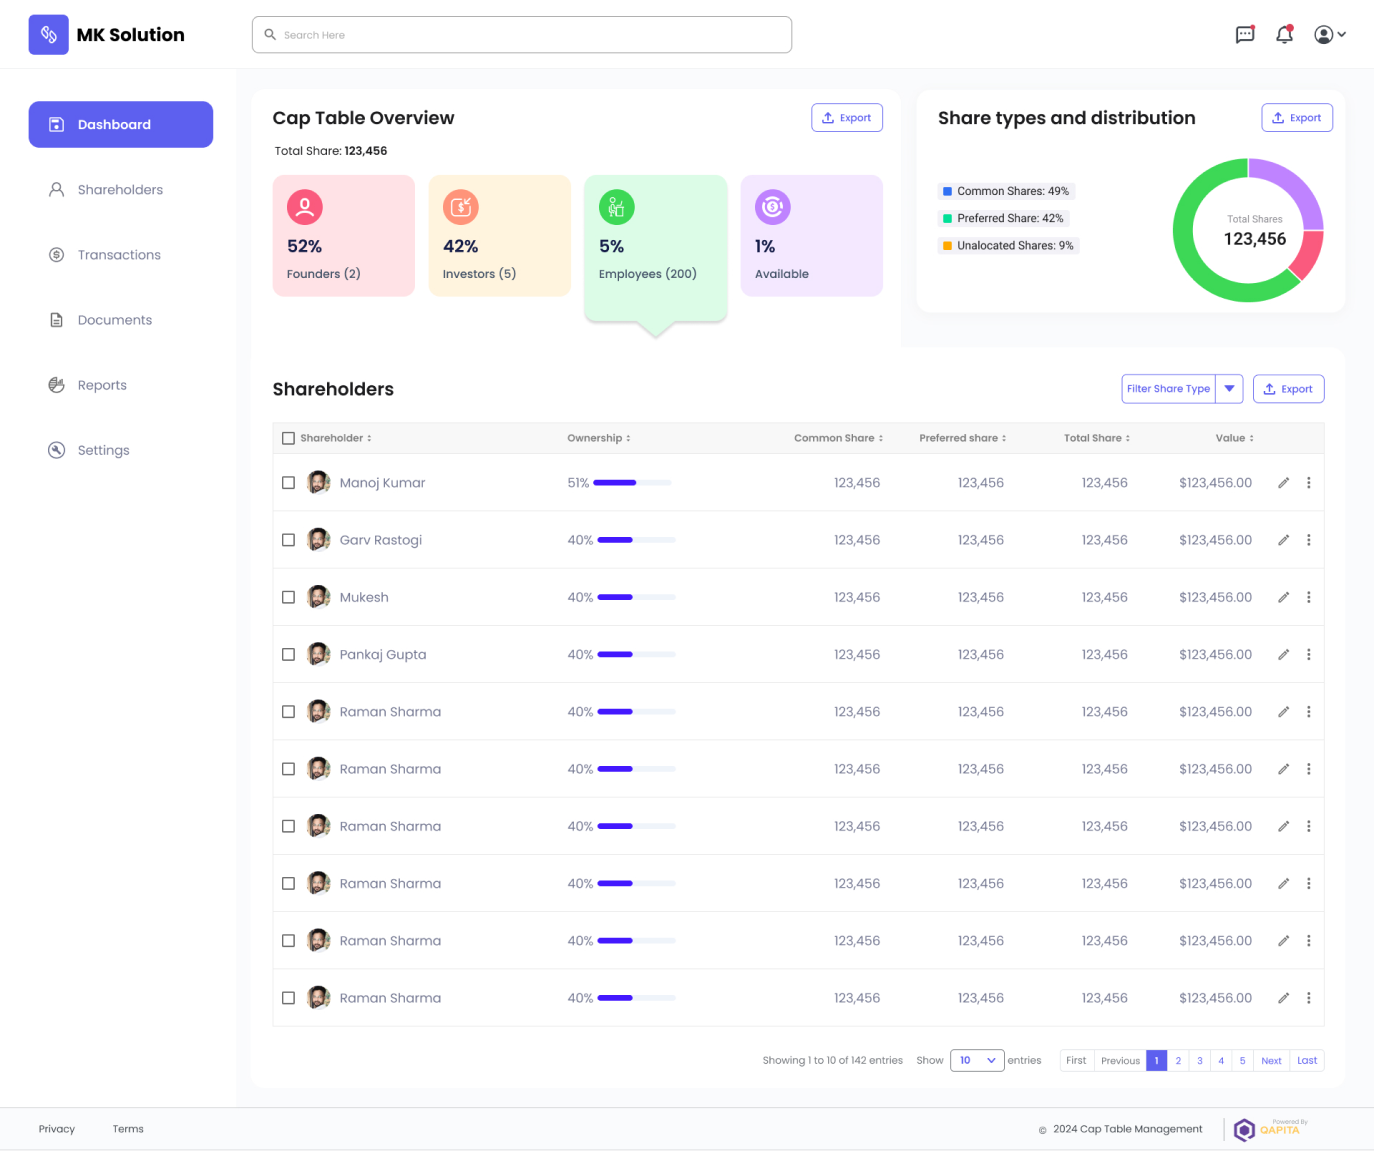 MK Solution
Search Here
Dashboard
Shareholders
Transactions
Documents
Reports
Settings
Cap Table Overview
Export
Total Share: 123,456
52%
Founders (2)
42%
Investors (5)
5%
Employees (200)
1%
Available
Share types and distribution
Export
Common Shares: 49%
Preferred Share: 42%
Unalocated Shares: 9%
Total Shares
123,456
Shareholders
Filter Share Type
Export
Shareholder Ownership Common Share Preferred share Total Share Value
Manoj Kumar 51% 123,456 123,456 123,456 $123,456.00
Garv Rastogi 40% 123,456 123,456 123,456 $123,456.00
Mukesh 40% 123,456 123,456 123,456 $123,456.00
Pankaj Gupta 40% 123,456 123,456 123,456 $123,456.00
Raman Sharma 40% 123,456 123,456 123,456 $123,456.00
Raman Sharma 40% 123,456 123,456 123,456 $123,456.00
Raman Sharma 40% 123,456 123,456 123,456 $123,456.00
Raman Sharma 40% 123,456 123,456 123,456 $123,456.00
Raman Sharma 40% 123,456 123,456 123,456 $123,456.00
Raman Sharma 40% 123,456 123,456 123,456 $123,456.00
Showing 1 to 10 of 142 entries Show 10 entries First Previous 1 2 3 4 5 Next Last
Privacy Terms
© 2024 Cap Table Management
Powered By
QAPITA